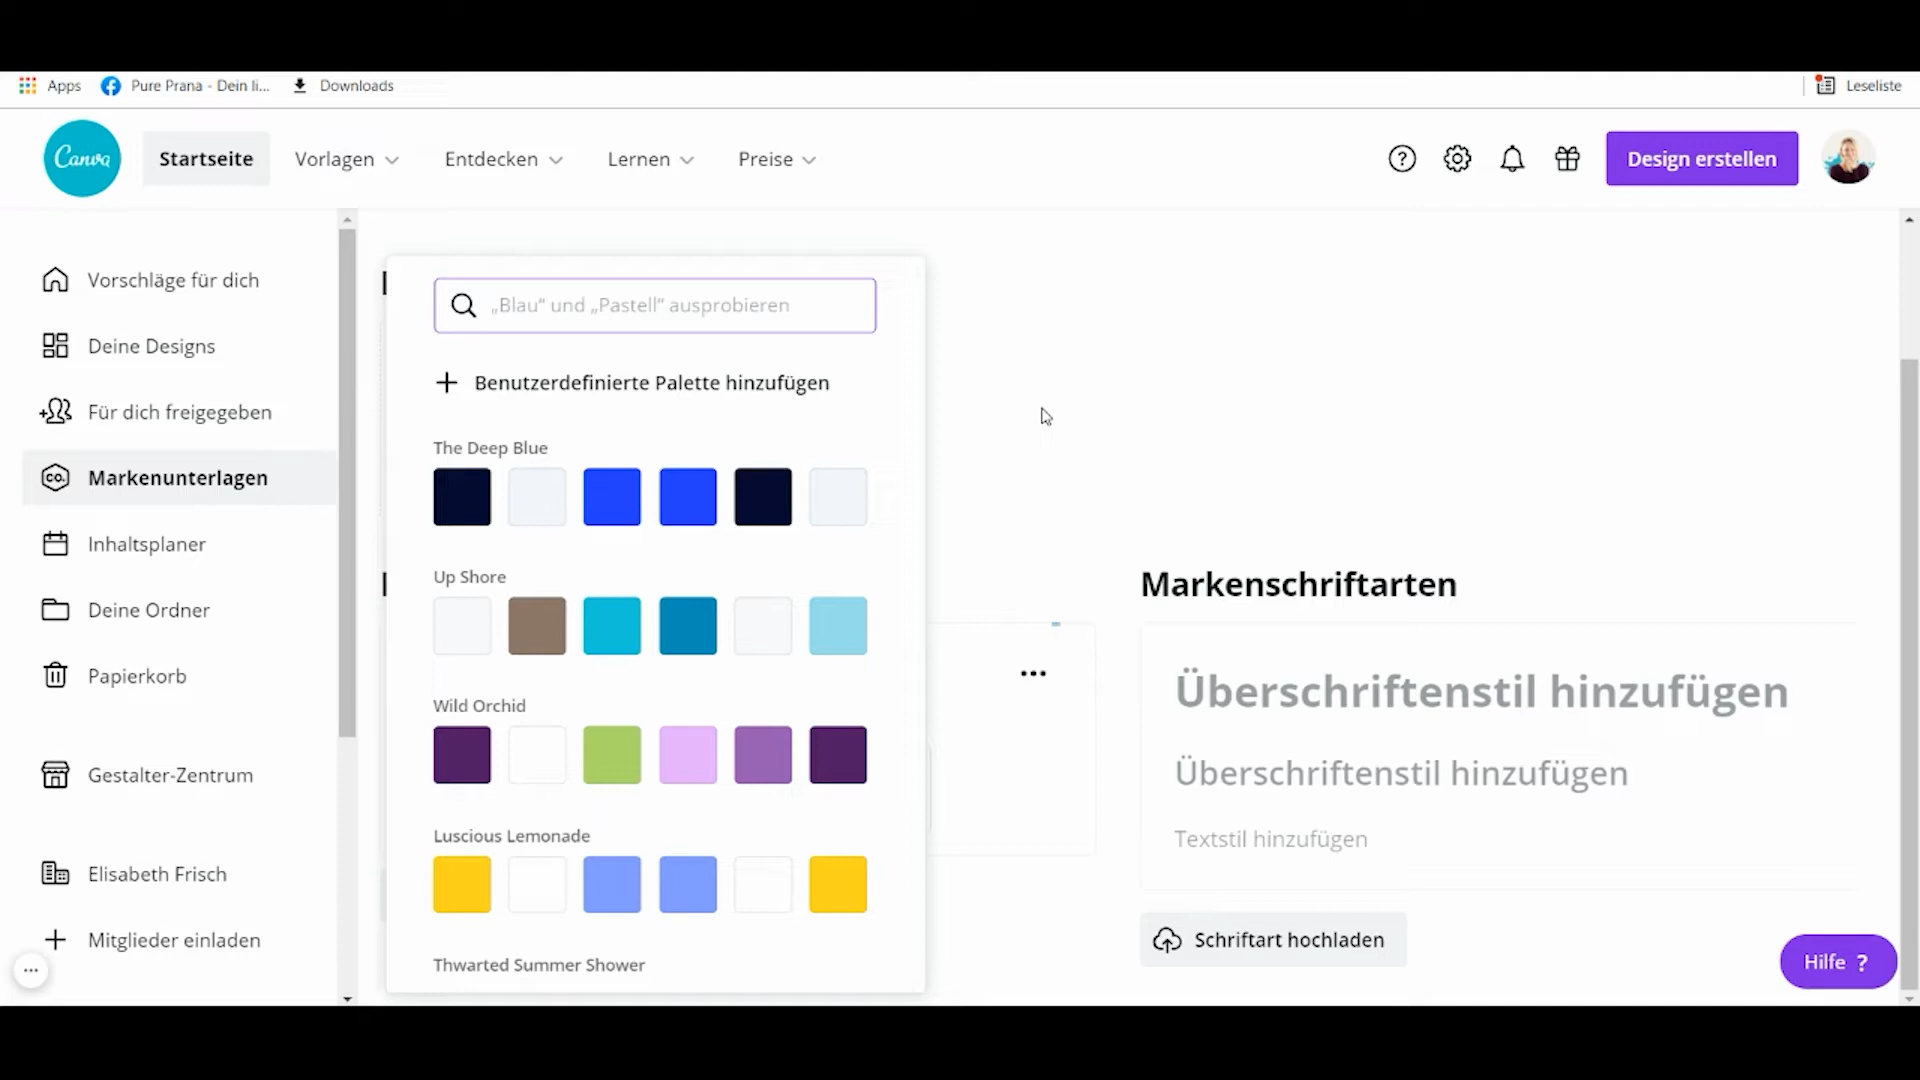 Apps
Pure Prana - Dein li...
Downloads
Leseliste
Canva
Startseite
Vorlagen
Entdecken
Lernen
Preise
Design erstellen
Vorschläge für dich
Deine Designs
Für dich freigegeben
CO.
Markenunterlagen
Inhaltsplaner
Deine Ordner
Papierkorb
Gestalter-Zentrum
Elisabeth Frisch
Mitglieder einladen
„Blau“ und „Pastell“ ausprobieren
Benutzerdefinierte Palette hinzufügen
The Deep Blue
Up Shore
Wild Orchid
Luscious Lemonade
Thwarted Summer Shower
Markenschriftarten
Überschriftenstil hinzufügen
Überschriftenstil hinzufügen
Textstil hinzufügen
Schriftart hochladen
Hilfe ?